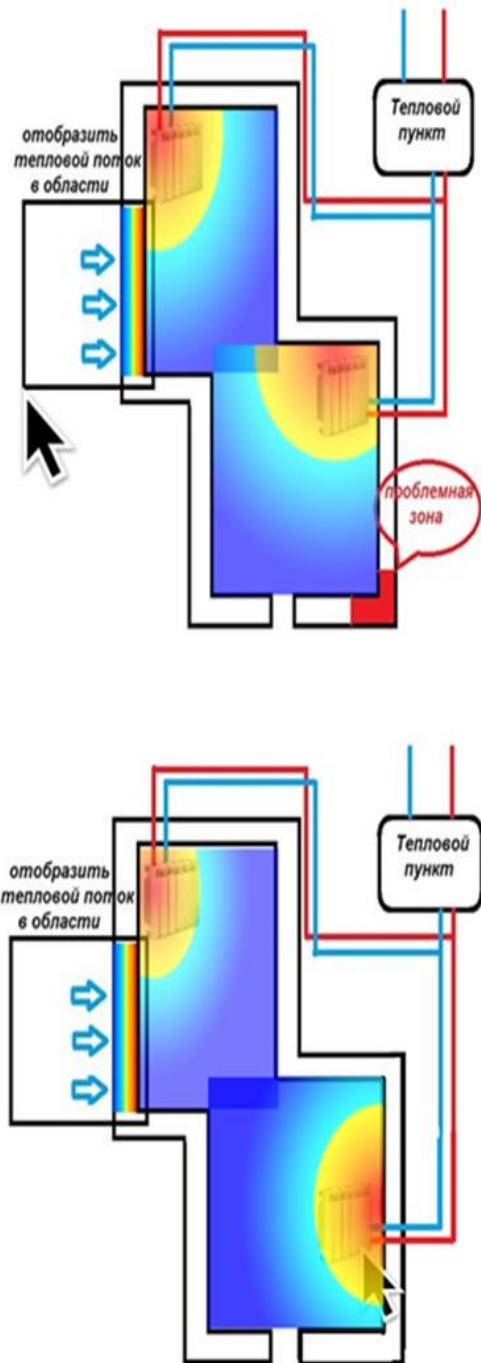 Тепловой
пункт
отобразить
тепловой поток
в области
проблемная
зона
Тепловой
пункт
отобразить
тепловой поток
в области